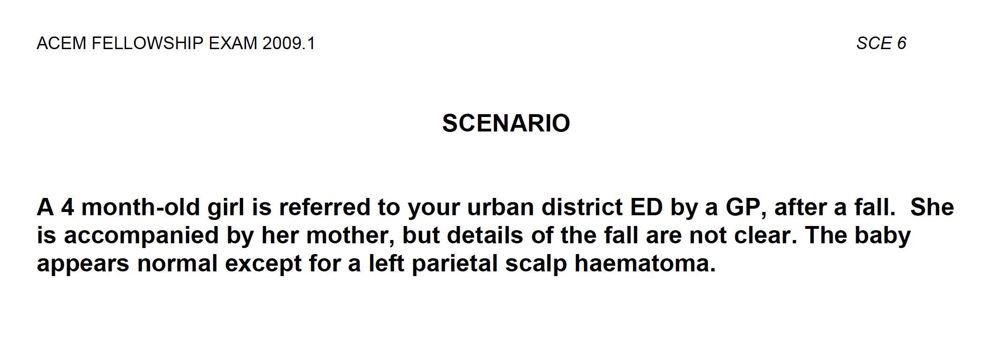 ACEM FELLOWSHIP EXAM 2009.1 SCE 6
SCENARIO
A 4 month-old girl is referred to your urban district ED by a GP, after a fall.  She
is accompanied by her mother, but details of the fall are not clear. The baby
appears normal except for a left parietal scalp haematoma.